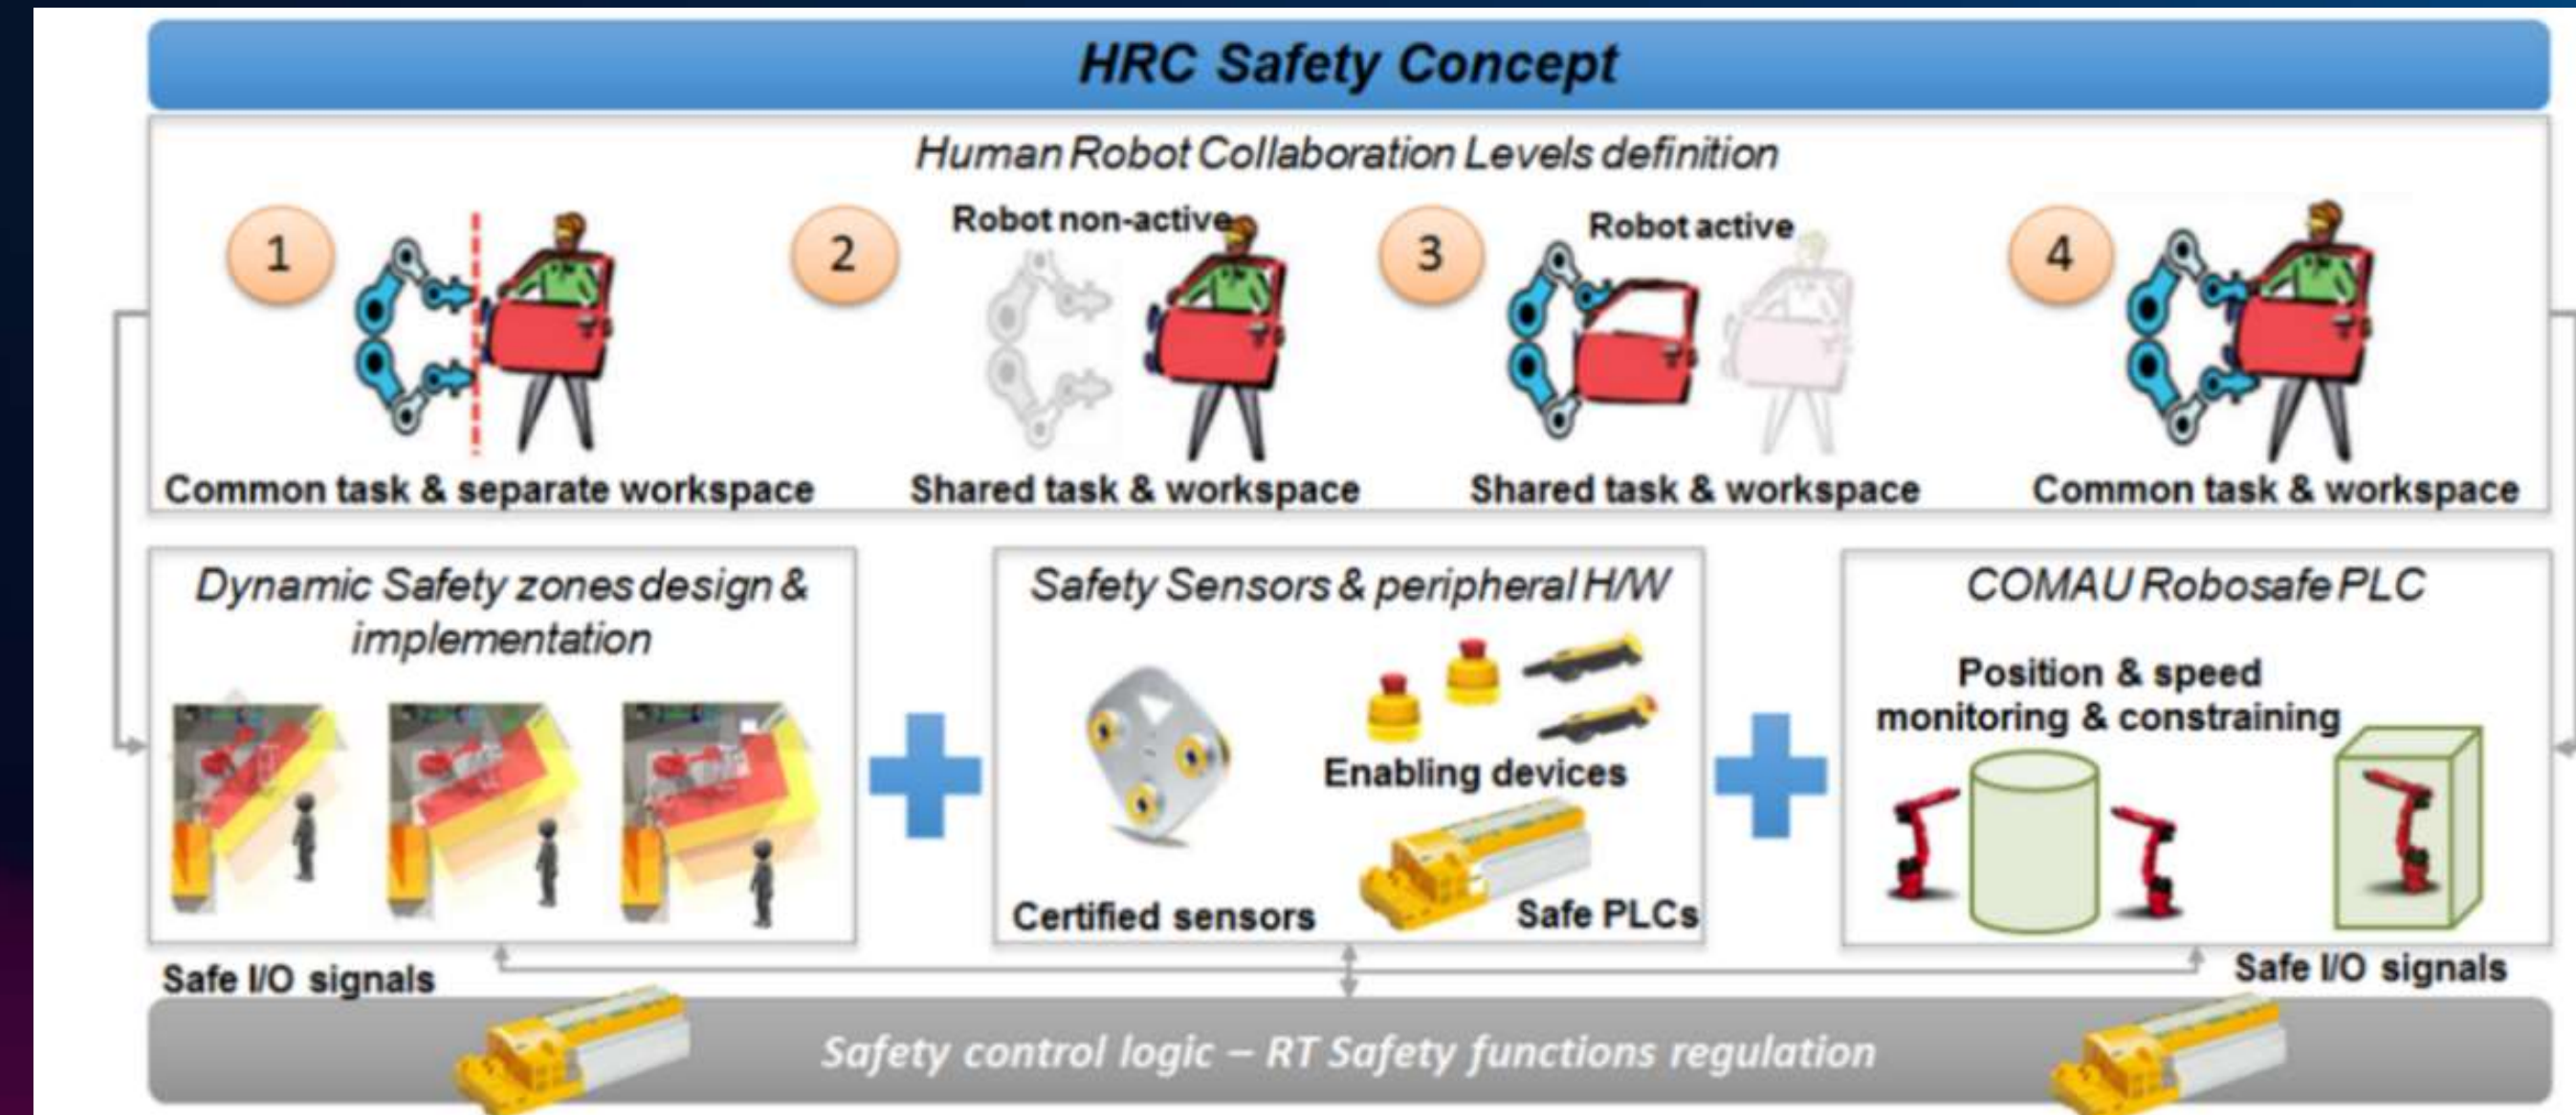 HRC Safety Concept
Human Robot Collaboration Levels definition
1
2
Robot non-active
3
Robot active
4
Common task & separate workspace
Shared task & workspace
Shared task & workspace
Common task & workspace
Dynamic Safety zones design &
implementation
Safety Sensors & peripheral H/W
Enabling devices
Certified sensors
Safe PLCs
COMAU Robosafe PLC
Position & speed
monitoring & constraining
Safe I/O signals
Safe I/O signals
Safety control logic – RT Safety functions regulation